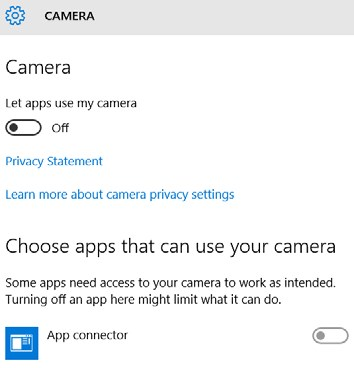 CAMERA
Camera
Let apps use my camera
Off
Privacy Statement
Learn more about camera privacy settings
Choose apps that can use your camera
Some apps need access to your camera to work as intended.
Turning off an app here might limit what it can do.
App connector